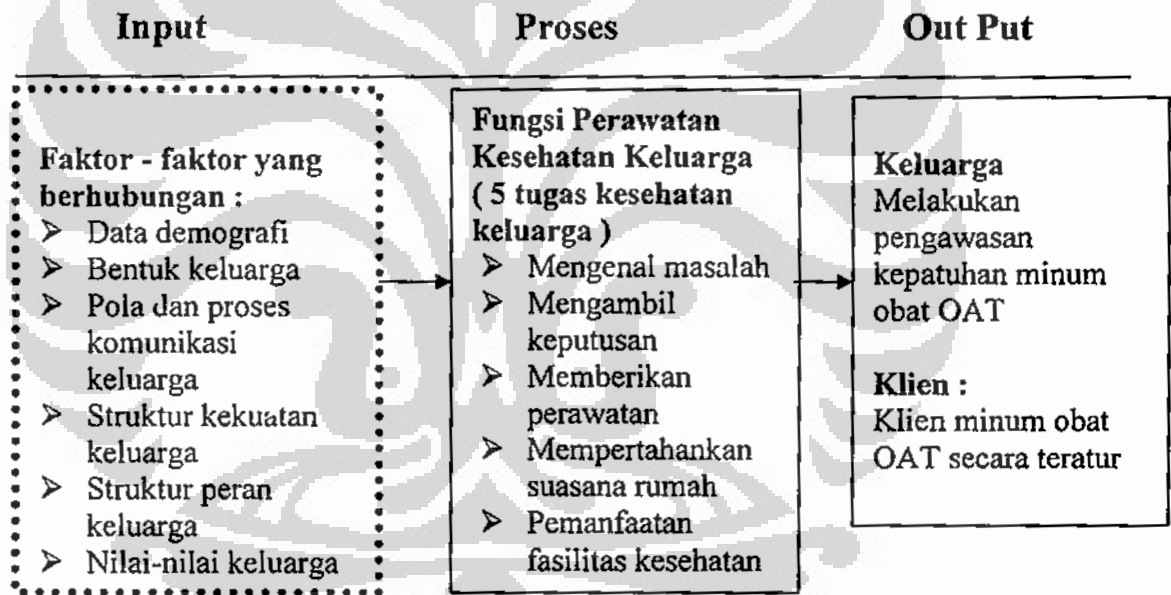 Input Proses Out Put
Faktor - faktor yang
berhubungan :
➢ Data demografi
➢ Bentuk keluarga
➢ Pola dan proses
komunikasi
keluarga
➢ Struktur kekuatan
keluarga
➢ Struktur peran
keluarga
➢ Nilai-nilai keluarga
Fungsi Perawatan
Kesehatan Keluarga
( 5 tugas kesehatan
keluarga )
➢ Mengenal masalah
➢ Mengambil
keputusan
➢ Memberikan
perawatan
➢ Mempertahankan
suasana rumah
➢ Pemanfaatan
fasilitas kesehatan
Keluarga
Melakukan
pengawasan
kepatuhan minum
obat OAT
Klien :
Klien minum obat
OAT secara teratur